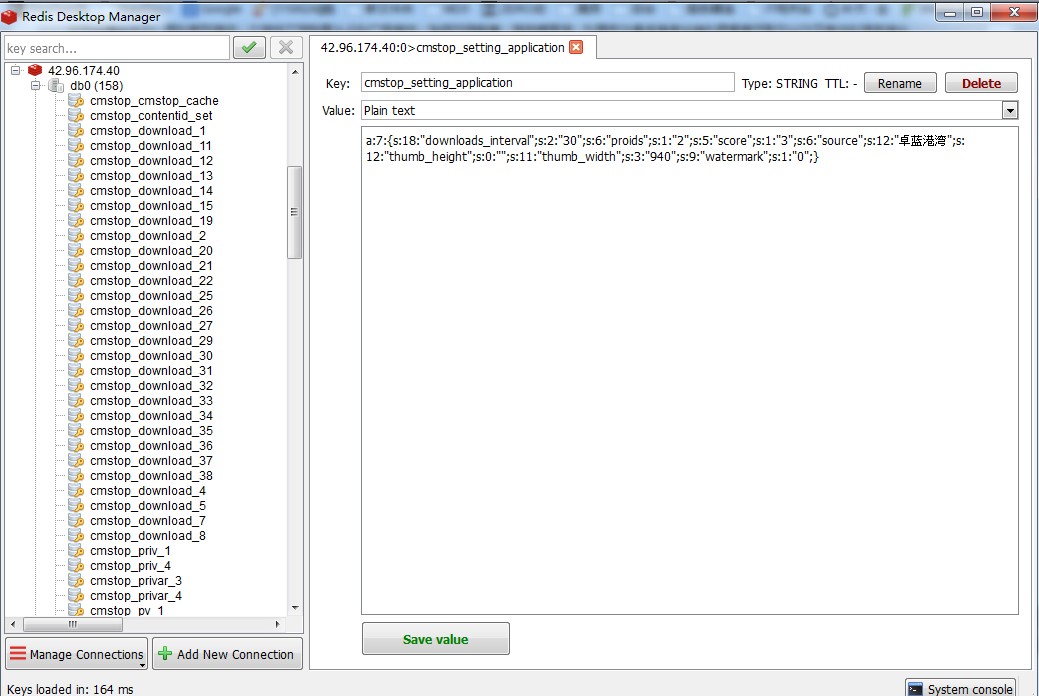 Redis Desktop Manager
key search...
42.96.174.40
db0 (158)
cmstop_cmstop_cache
cmstop_contentid_set
cmstop_download_1
cmstop_download_11
cmstop_download_12
cmstop_download_13
cmstop_download_14
cmstop_download_15
cmstop_download_19
cmstop_download_2
cmstop_download_20
cmstop_download_21
cmstop_download_22
cmstop_download_25
cmstop_download_26
cmstop_download_27
cmstop_download_29
cmstop_download_30
cmstop_download_31
cmstop_download_32
cmstop_download_33
cmstop_download_34
cmstop_download_35
cmstop_download_36
cmstop_download_37
cmstop_download_38
cmstop_download_4
cmstop_download_5
cmstop_download_7
cmstop_download_8
cmstop_priv_1
cmstop_priv_4
cmstop_privar_3
cmstop_privar_4
cmstop_pv_1
Manage Connections
Add New Connection
Keys loaded in: 164 ms
42.96.174.40:0>cmstop_setting_application
Key: cmstop_setting_application Type: STRING TTL: - Rename Delete
Value: Plain text
a:7:{s:18:"downloads_interval";s:2:"30";s:6:"proids";s:1:"2";s:5:"score";s:1:"3";s:6:"source";s:12:"卓蓝港湾";s:
12:"thumb_height";s:0:"";s:11:"thumb_width";s:3:"940";s:9:"watermark";s:1:"0";}
Save value
System console